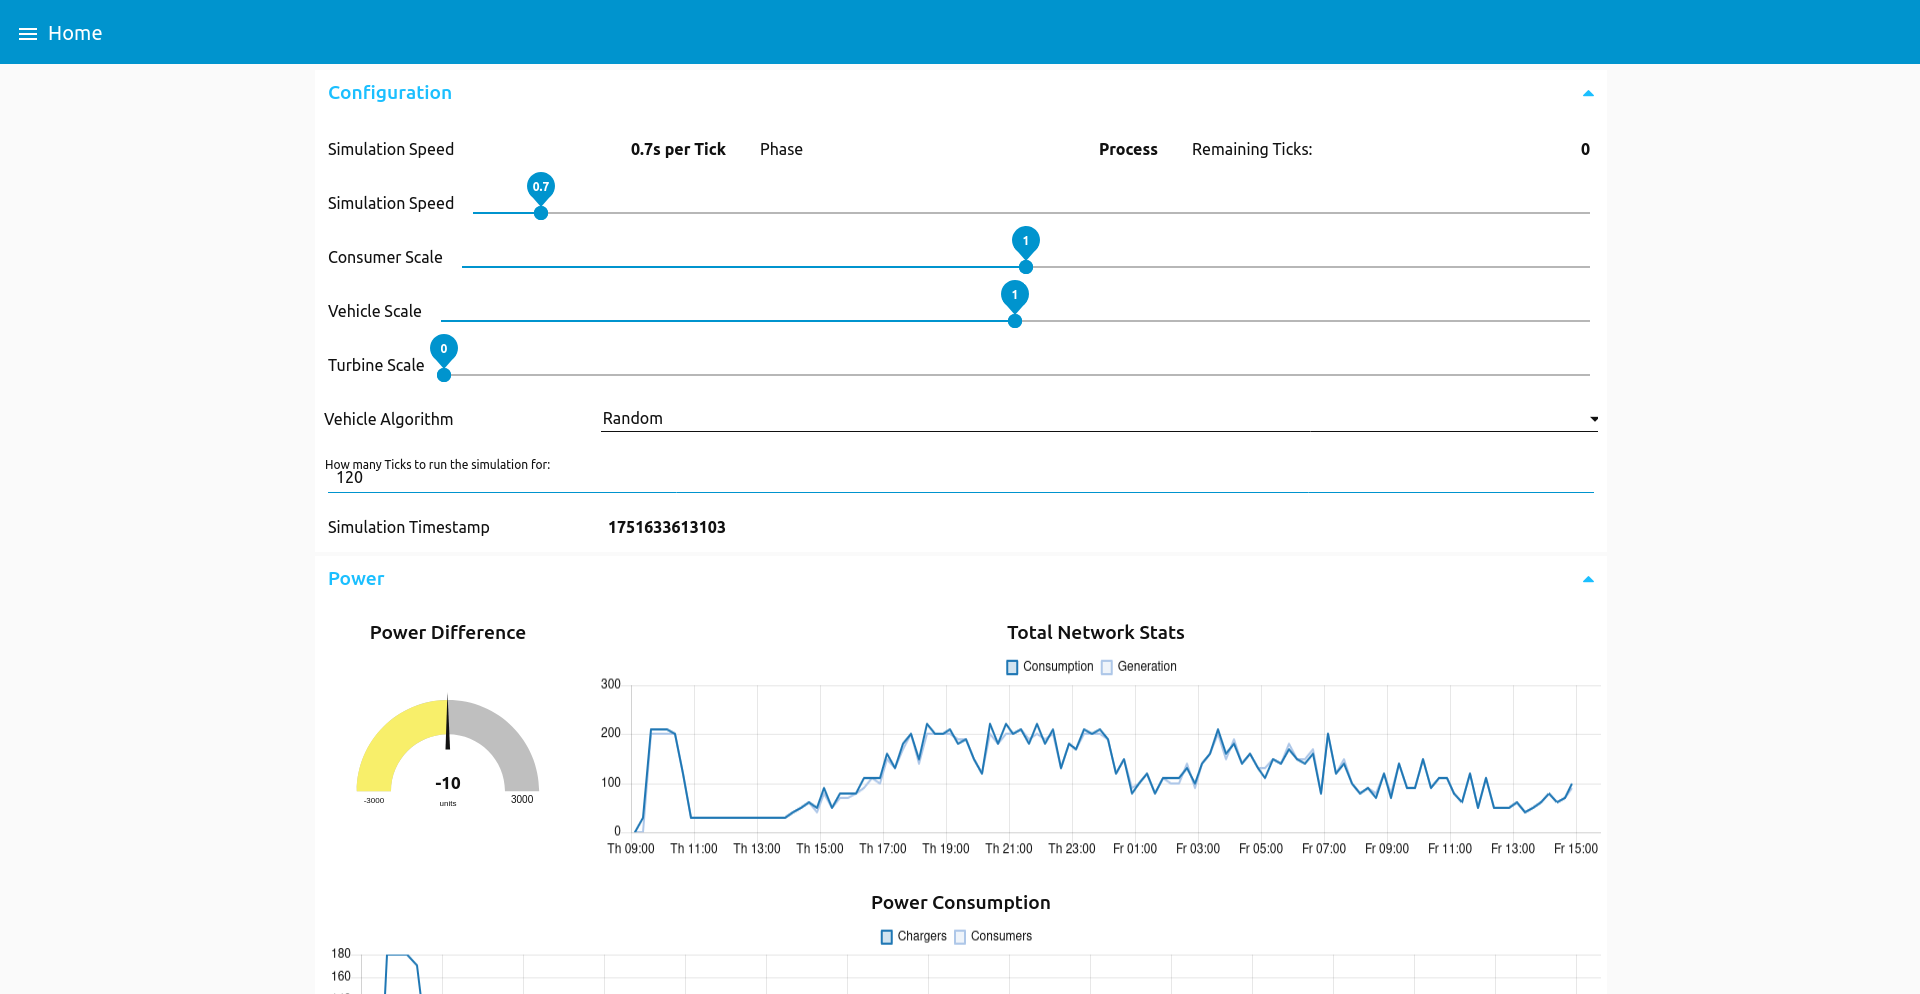 Home
Configuration
Simulation Speed 0.7s per Tick Phase Process Remaining Ticks: 0
0.7
Simulation Speed
1
Consumer Scale
1
Vehicle Scale
0
Turbine Scale
Vehicle Algorithm Random
How many Ticks to run the simulation for:
120
Simulation Timestamp 1751633613103
Power
Power Difference
-10
units
-3000 3000
Total Network Stats
Consumption Generation
300
200
100
0
Th 09:00 Th 11:00 Th 13:00 Th 15:00 Th 17:00 Th 19:00 Th 21:00 Th 23:00 Fr 01:00 Fr 03:00 Fr 05:00 Fr 07:00 Fr 09:00 Fr 11:00 Fr 13:00 Fr 15:00
Power Consumption
Chargers Consumers
180
160